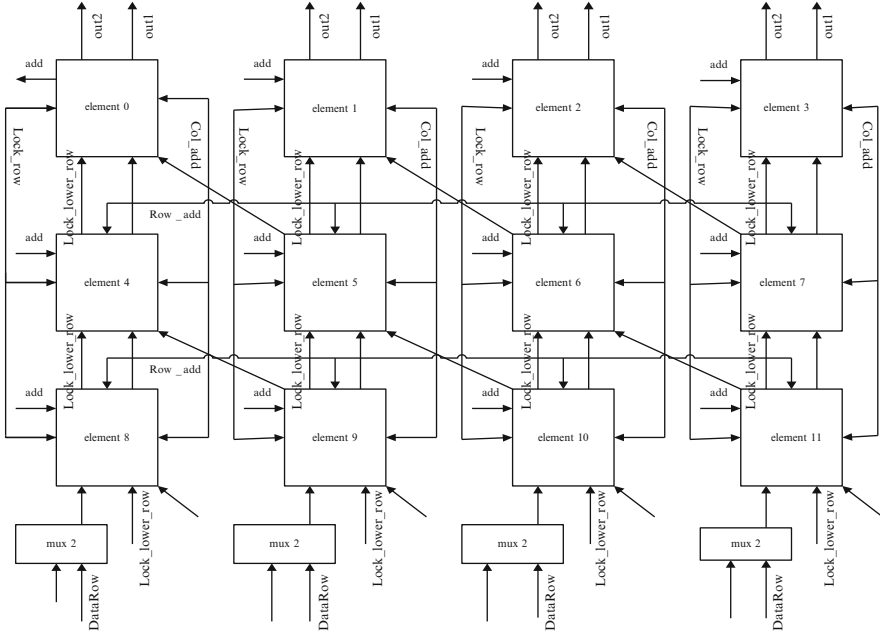 out2
out1
out2
out1
out2
out1
out2
out1
add
add
add
add
element 0
element 1
element 2
element 3
Lock_row
Col_add
Lock_row
Col_add
Lock_row
Col_add
Lock_row
Col_add
Lock_lower_row
Lock_lower_row
Lock_lower_row
Lock_lower_row
Row _add
add
add
add
add
element 4
element 5
element 6
element 7
Lock_lower_row
Lock_lower_row
Lock_lower_row
Lock_lower_row
Row _add
add
add
add
add
element 8
element 9
element 10
element 11
Lock_lower_row
Lock_lower_row
Lock_lower_row
Lock_lower_row
mux 2
mux 2
mux 2
mux 2
DataRow
DataRow
DataRow
DataRow